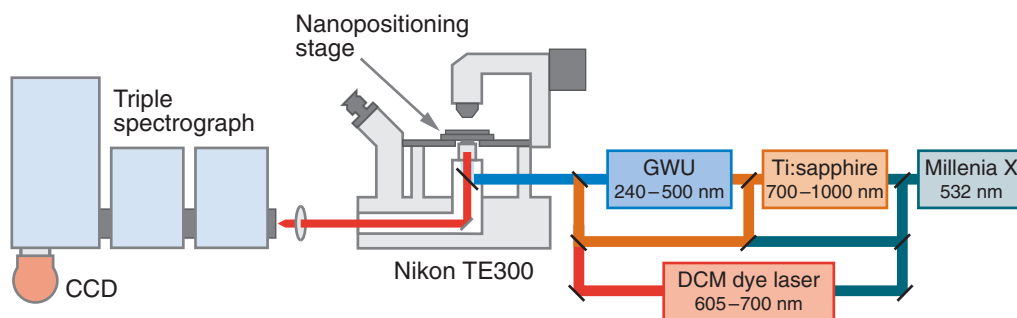 Nanopositioning
stage
Triple
spectrograph
CCD
Nikon TE300
GWU
240–500 nm
Ti:sapphire
700–1000 nm
Millenia X
532 nm
DCM dye laser
605–700 nm